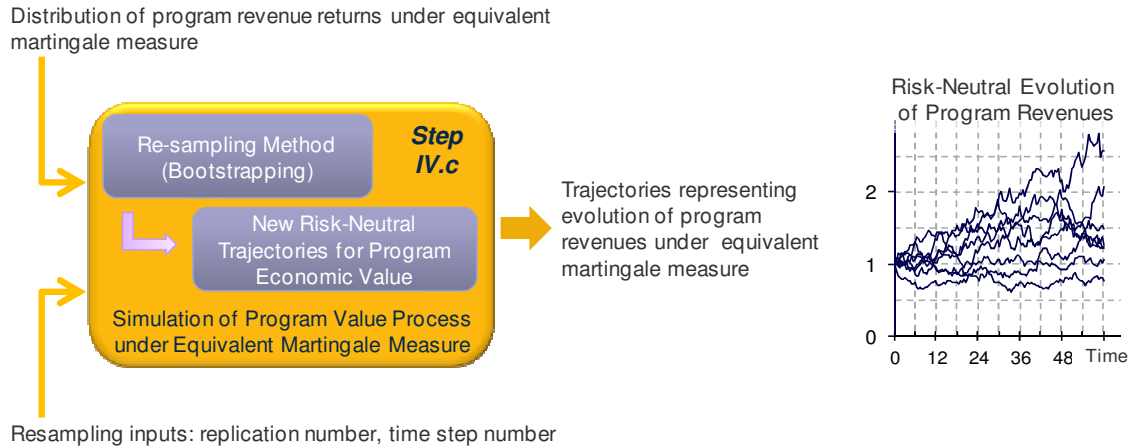 Distribution of program revenue returns under equivalent
martingale measure
Re-sampling Method
(Bootstrapping)
Step
IV.c
New Risk-Neutral
Trajectories for Program
Economic Value
Simulation of Program Value Process
under Equivalent Martingale Measure
Resampling inputs: replication number, time step number
Trajectories representing
evolution of program
revenues under equivalent
martingale measure
Risk-Neutral Evolution
of Program Revenues
2
1
0
0 12 24 36 48 Time